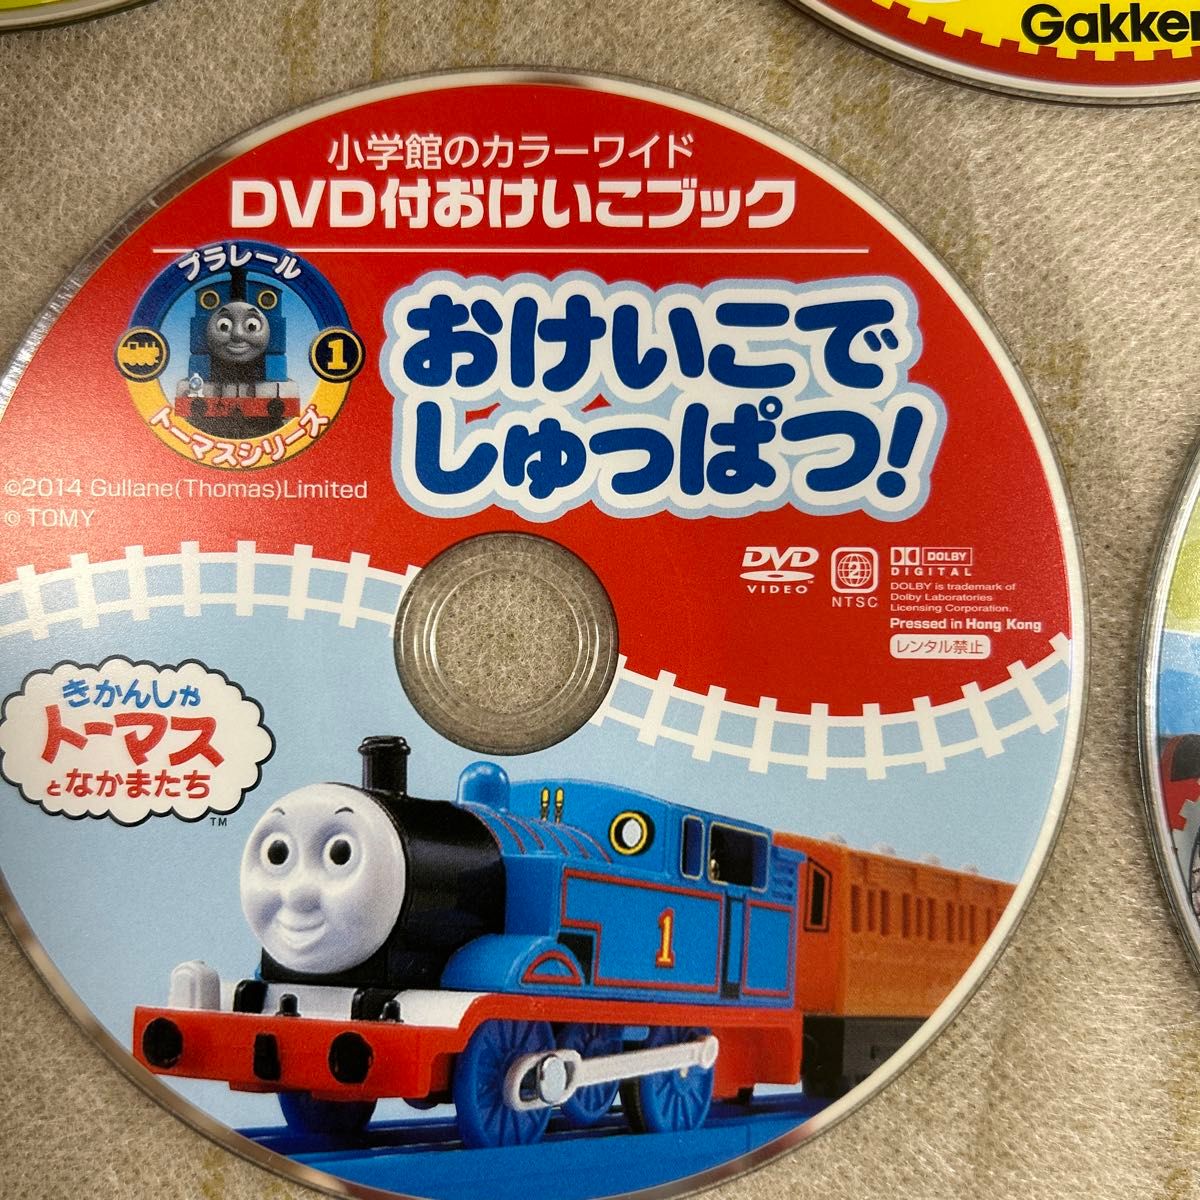 Gakken
小学館のカラーワイド
DVD付おけいこブック
プラレール
1
トーマスシリーズ
おけいこで
しゅっぱつ!
©2014 Gullane(Thomas)Limited
© TOMY
DVD
VIDEO
2
NTSC
DOLBY
DIGITAL
DOLBY is trademark of
Dolby Laboratories
Licensing Corporation.
Pressed in Hong Kong
レンタル禁止
きかんしゃ
トーマス
となかまたち
TM
1